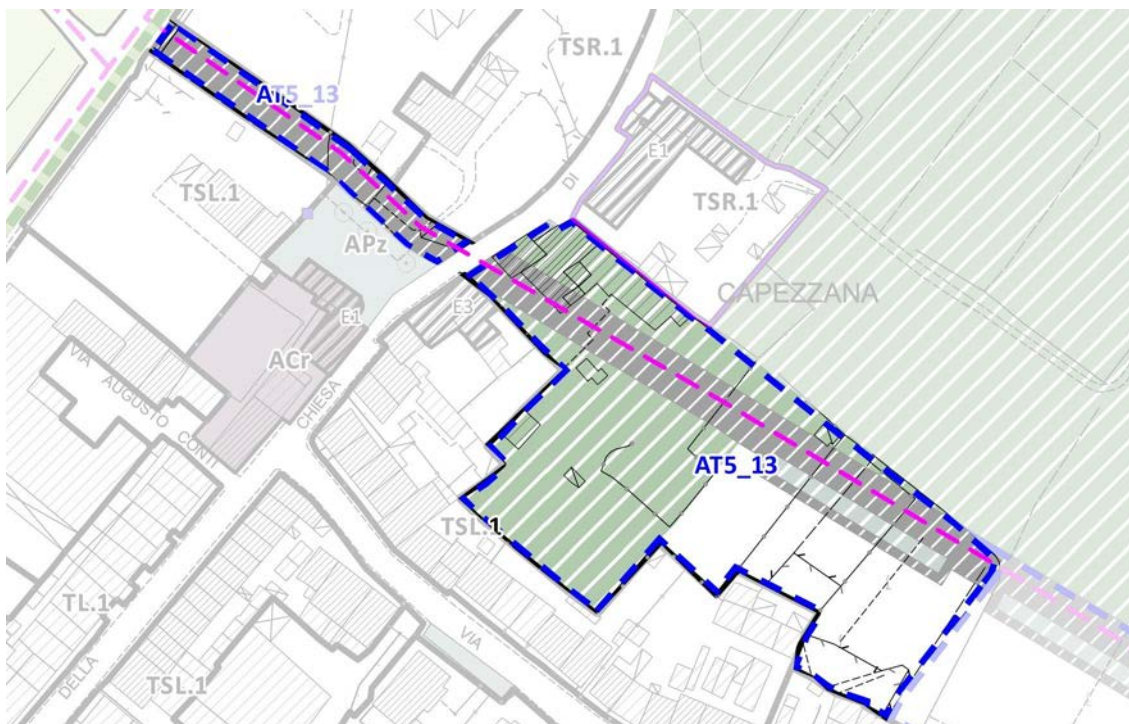 TSR.1
AT5_13
DI
E1
TSL.1
TSR.1
APz
CAPEZZANA
E3
E1
ACr
VIA AUGUSTO CONTI
CHIESA
AT5_13
TSL.1
TL.1
VIA
DELLA
TSL.1